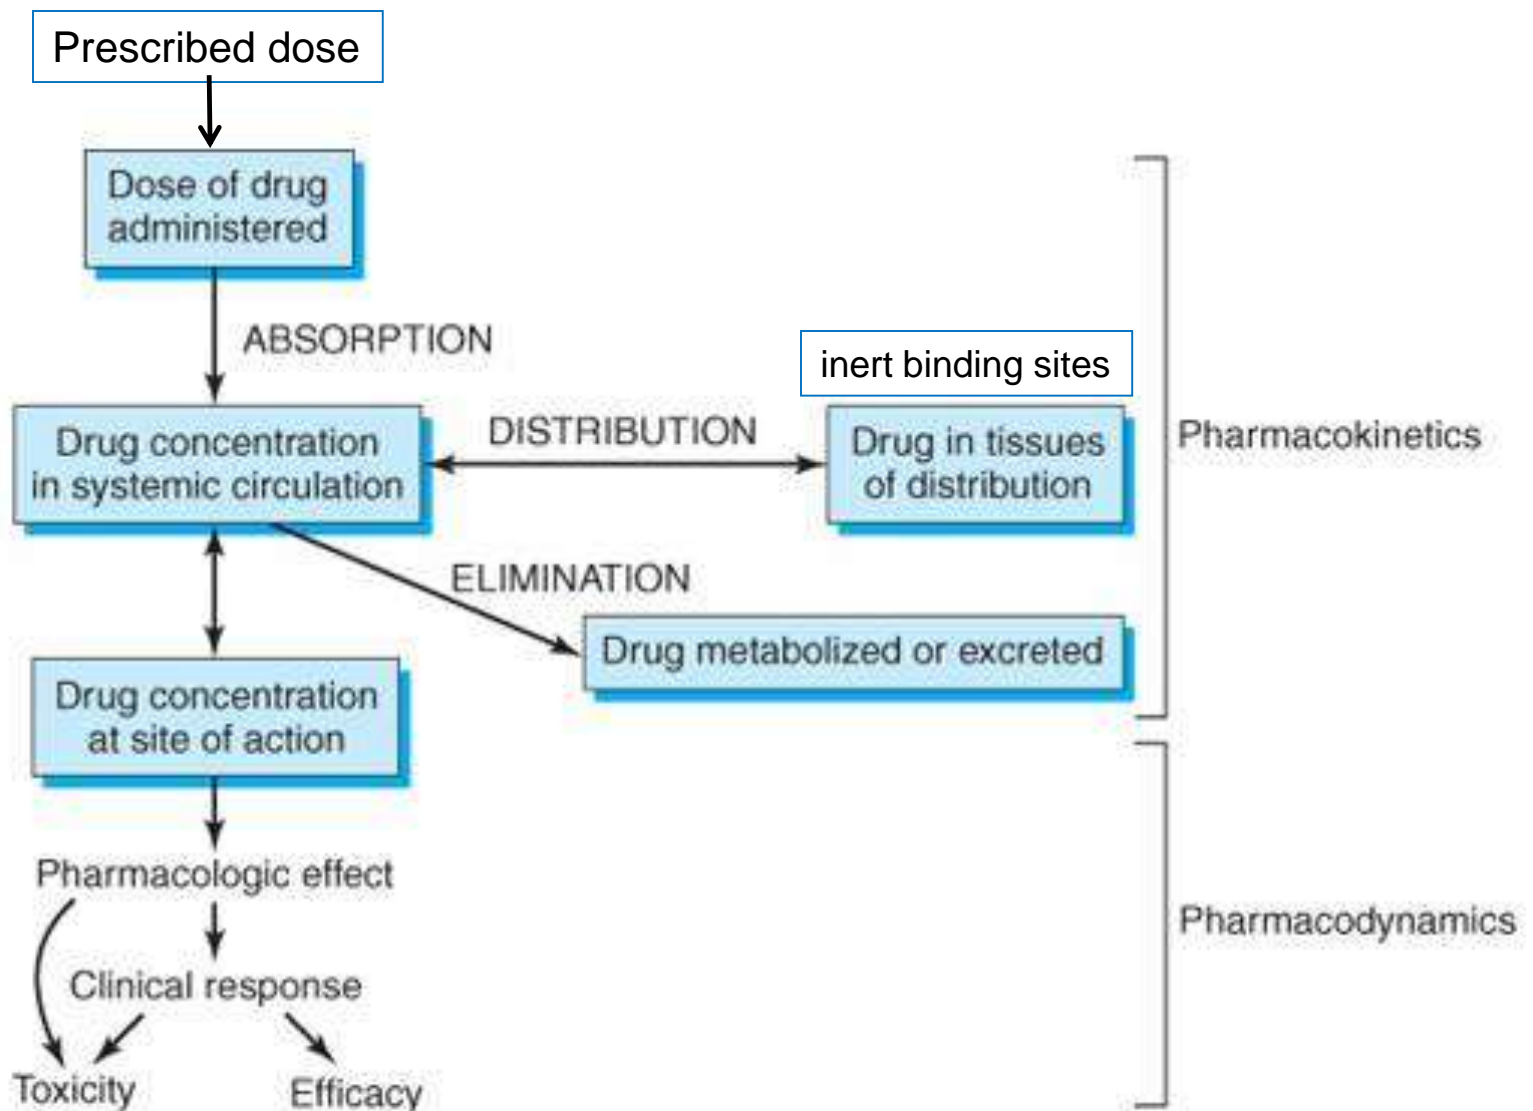 Prescribed dose
Dose of drug
administered
ABSORPTION
inert binding sites
Drug concentration
in systemic circulation
DISTRIBUTION
Drug in tissues
of distribution
Pharmacokinetics
ELIMINATION
Drug metabolized or excreted
Drug concentration
at site of action
Pharmacologic effect
Pharmacodynamics
Clinical response
Toxicity
Efficacy